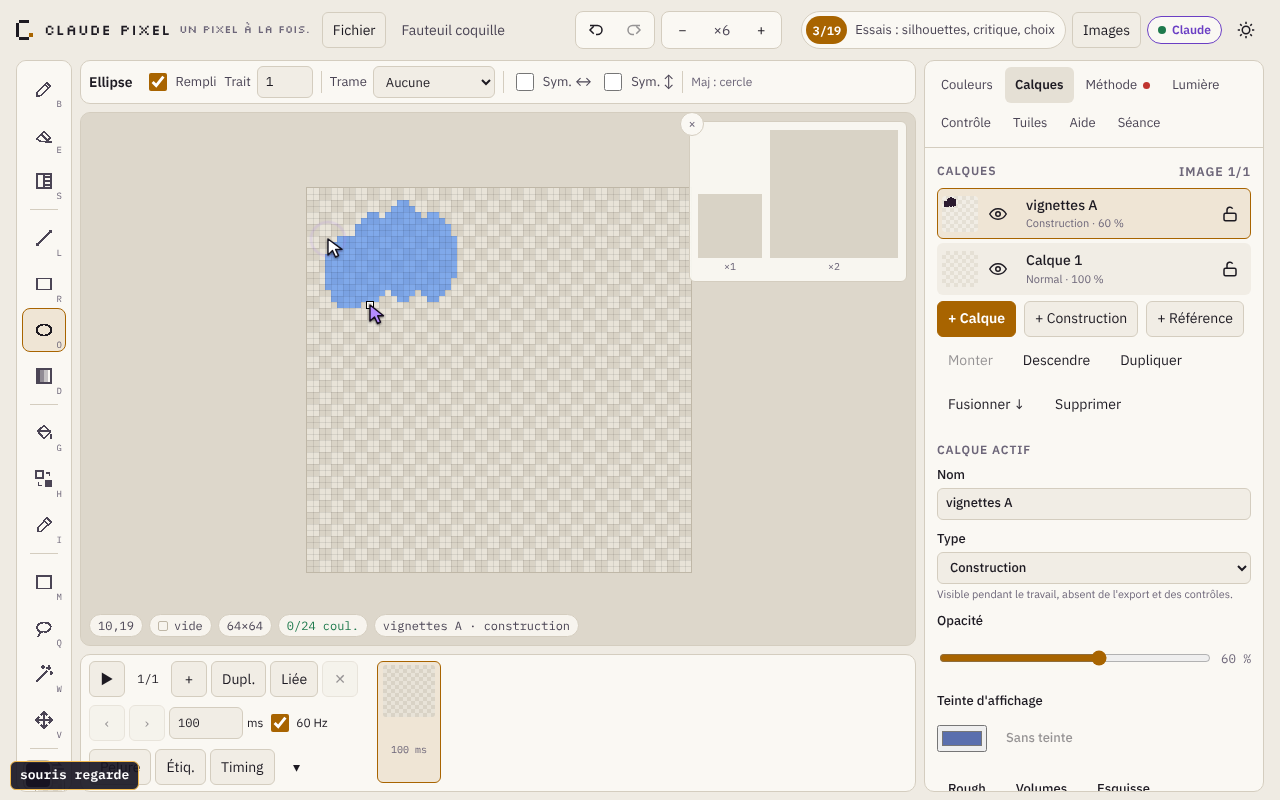 CLAUDE PIXEL
UN PIXEL À LA FOIS.
Fichier
Fauteuil coquille
−
×6
+
3/19
Essais : silhouettes, critique, choix
Images
Claude
Ellipse
Rempli
Trait
1
Trame
Aucune
Sym. ↔
Sym. ↕
Maj : cercle
B
E
S
L
R
O
D
G
H
I
M
Q
W
V
×
×1
×2
10,19
vide
64×64
0/24 coul.
vignettes A · construction
1/1
+
Dupl.
Liée
×
‹
›
100
ms
60 Hz
Étiq.
Timing
▼
100 ms
souris regarde
Couleurs
Calques
Méthode
Lumière
Contrôle
Tuiles
Aide
Séance
CALQUES
IMAGE 1/1
vignettes A
Construction · 60 %
Calque 1
Normal · 100 %
+ Calque
+ Construction
+ Référence
Monter
Descendre
Dupliquer
Fusionner ↓
Supprimer
CALQUE ACTIF
Nom
vignettes A
Type
Construction
Visible pendant le travail, absent de l'export et des contrôles.
Opacité
60 %
Teinte d'affichage
Sans teinte
Rough
Volumes
Esquisse